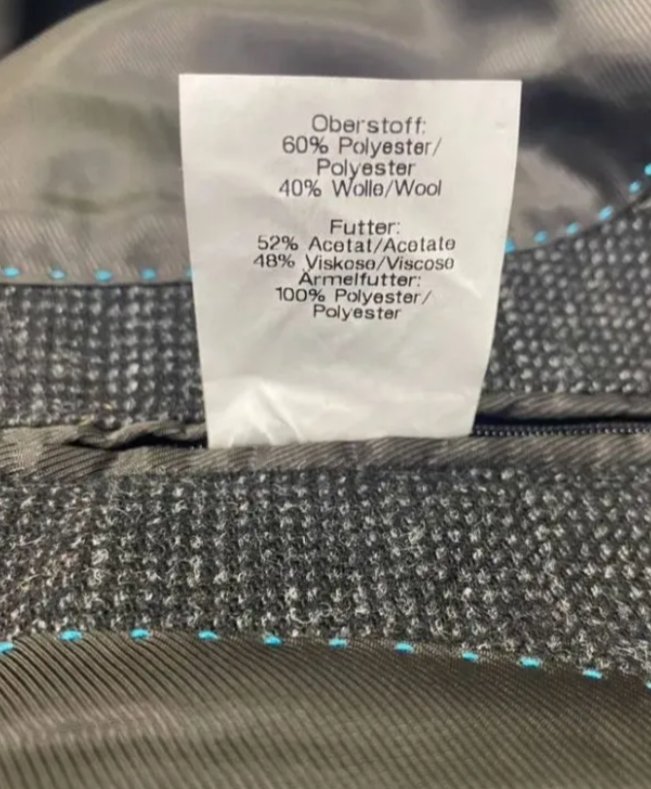 Oberstoff:
60% Polyester/
Polyester
40% Wolle/Wool
Futter:
52% Acetat/Acetate
48% Viskose/Viscose
Ärmelfutter:
100% Polyester/
Polyester